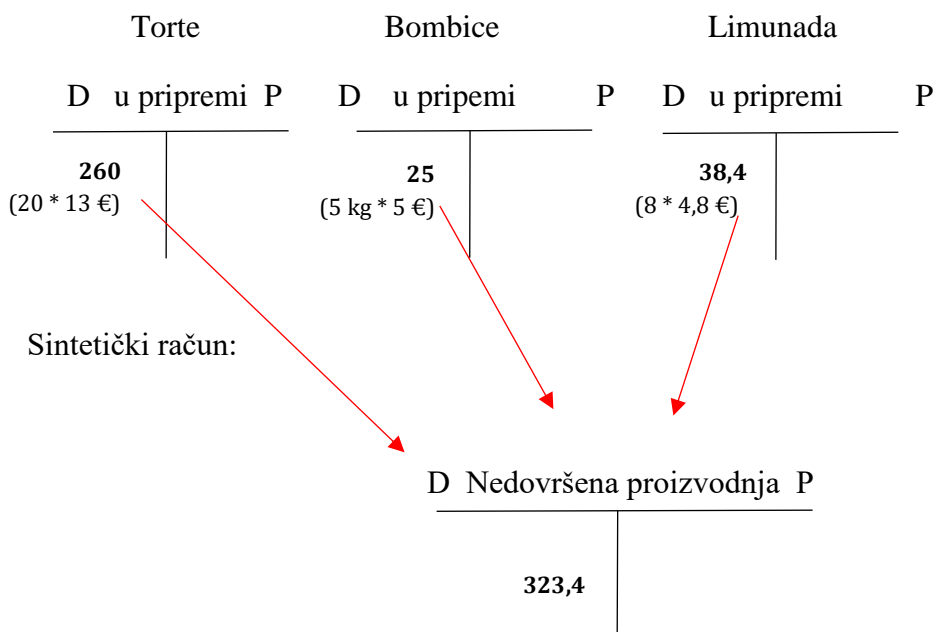 Torte Bombice Limunada
D u pripremi P D u pripemi P D u pripremi P
260 25 38,4
(20 * 13 €) (5 kg * 5 €) (8 * 4,8 €)
Sintetički račun:
D Nedovršena proizvodnja P
323,4